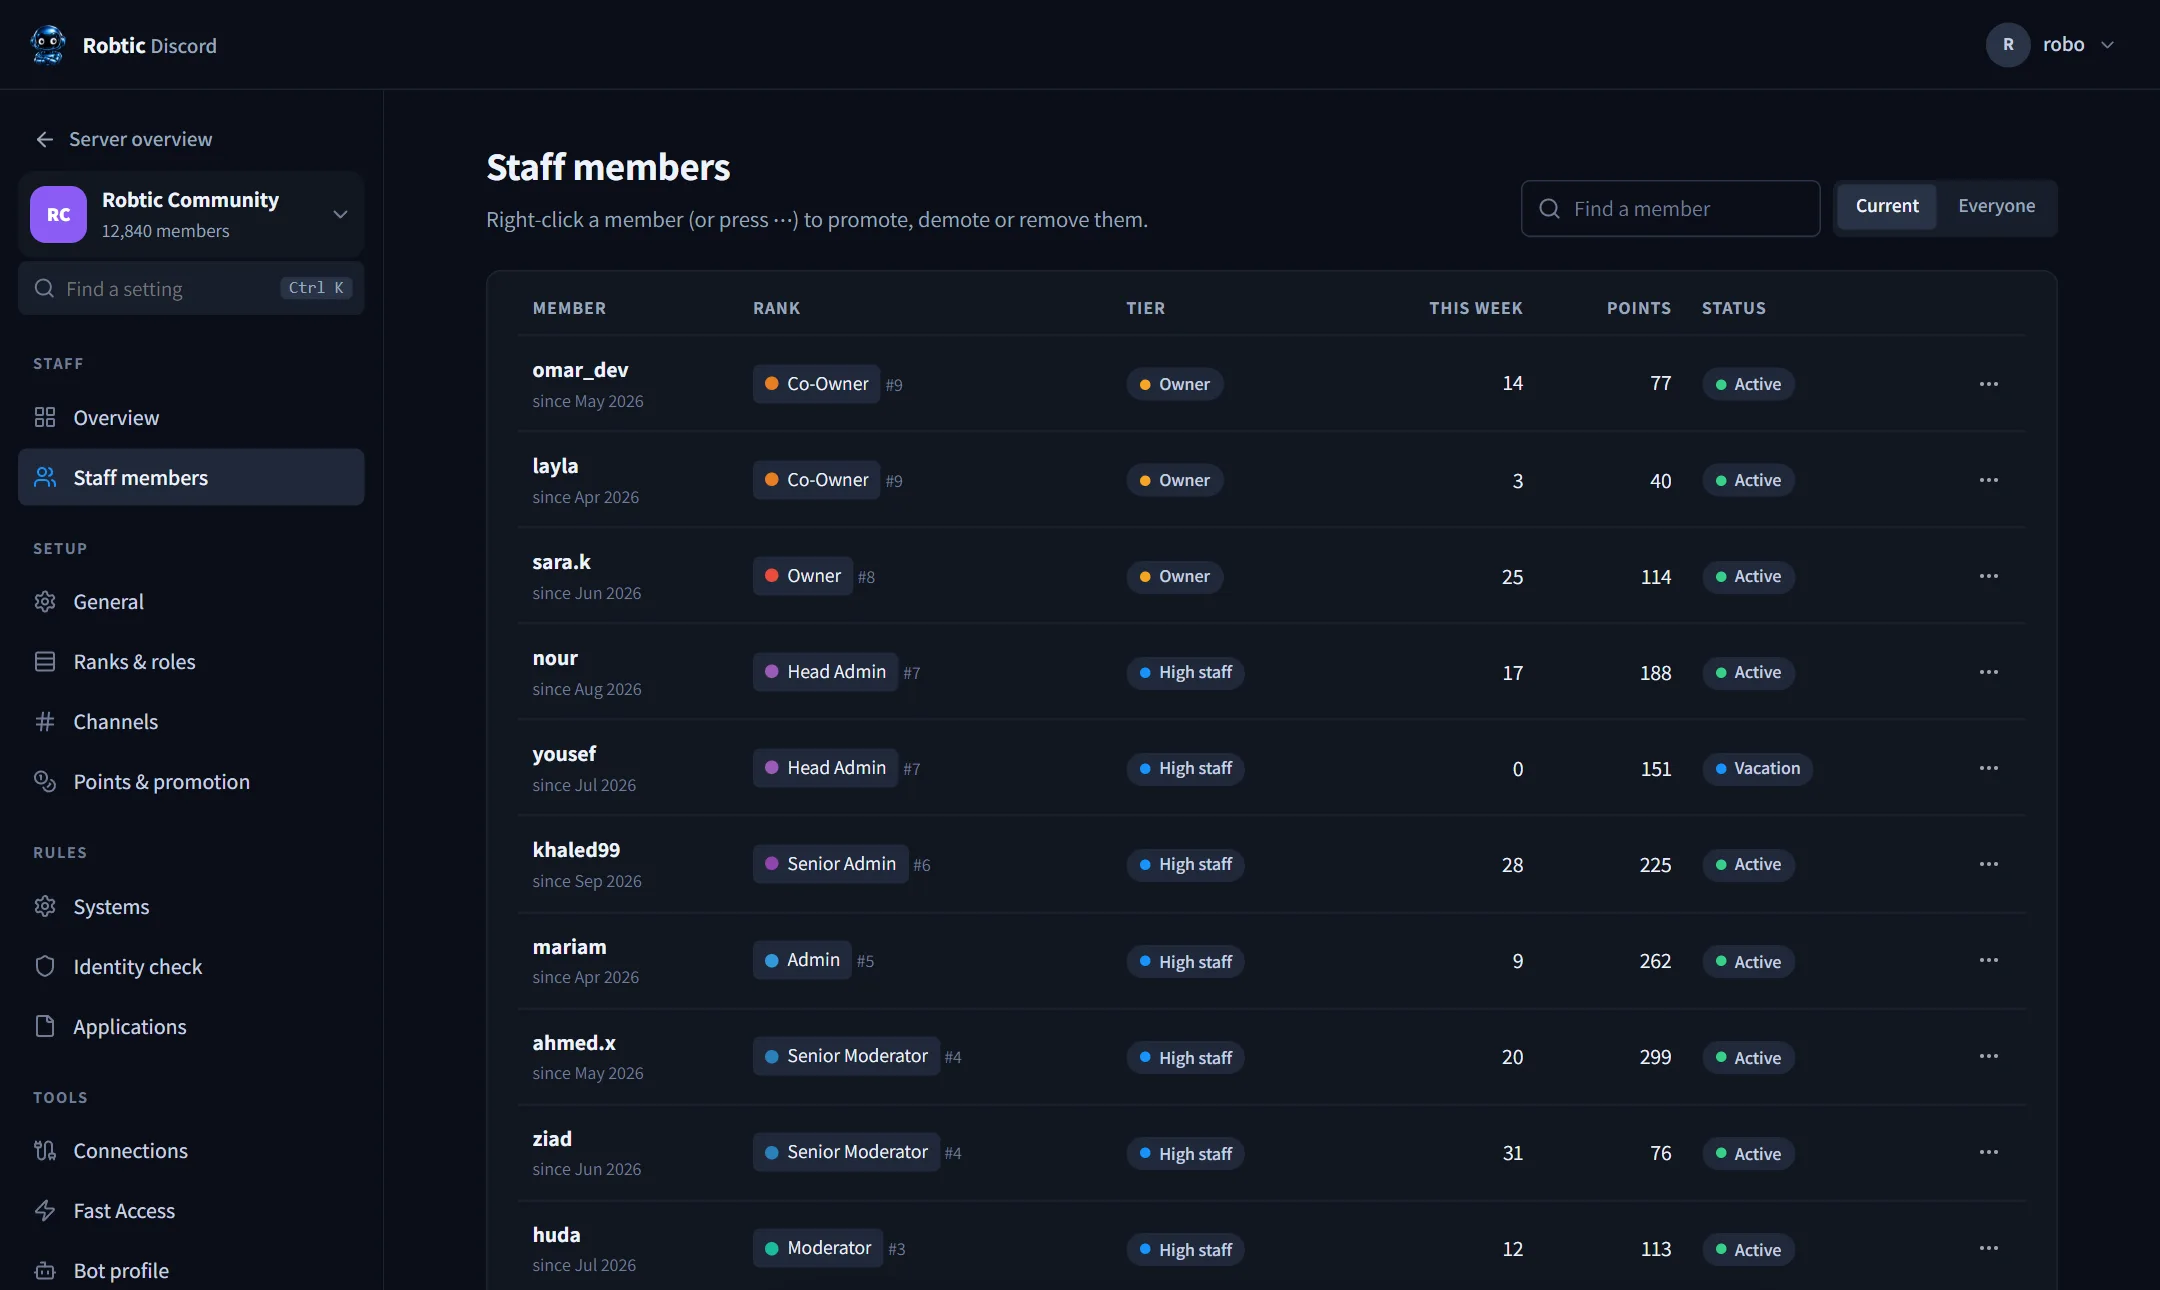 Robtic Discord
R robo
Server overview
RC Robtic Community
12,840 members
Find a setting Ctrl K
STAFF
Overview
Staff members
SETUP
General
Ranks & roles
Channels
Points & promotion
RULES
Systems
Identity check
Applications
TOOLS
Connections
Fast Access
Bot profile
Staff members
Right-click a member (or press ···) to promote, demote or remove them.
Find a member
Current Everyone
MEMBER RANK TIER THIS WEEK POINTS STATUS
omar_dev
since May 2026
Co-Owner #9 Owner 14 77 Active ···
layla
since Apr 2026
Co-Owner #9 Owner 3 40 Active ···
sara.k
since Jun 2026
Owner #8 Owner 25 114 Active ···
nour
since Aug 2026
Head Admin #7 High staff 17 188 Active ···
yousef
since Jul 2026
Head Admin #7 High staff 0 151 Vacation ···
khaled99
since Sep 2026
Senior Admin #6 High staff 28 225 Active ···
mariam
since Apr 2026
Admin #5 High staff 9 262 Active ···
ahmed.x
since May 2026
Senior Moderator #4 High staff 20 299 Active ···
ziad
since Jun 2026
Senior Moderator #4 High staff 31 76 Active ···
huda
since Jul 2026
Moderator #3 High staff 12 113 Active ···